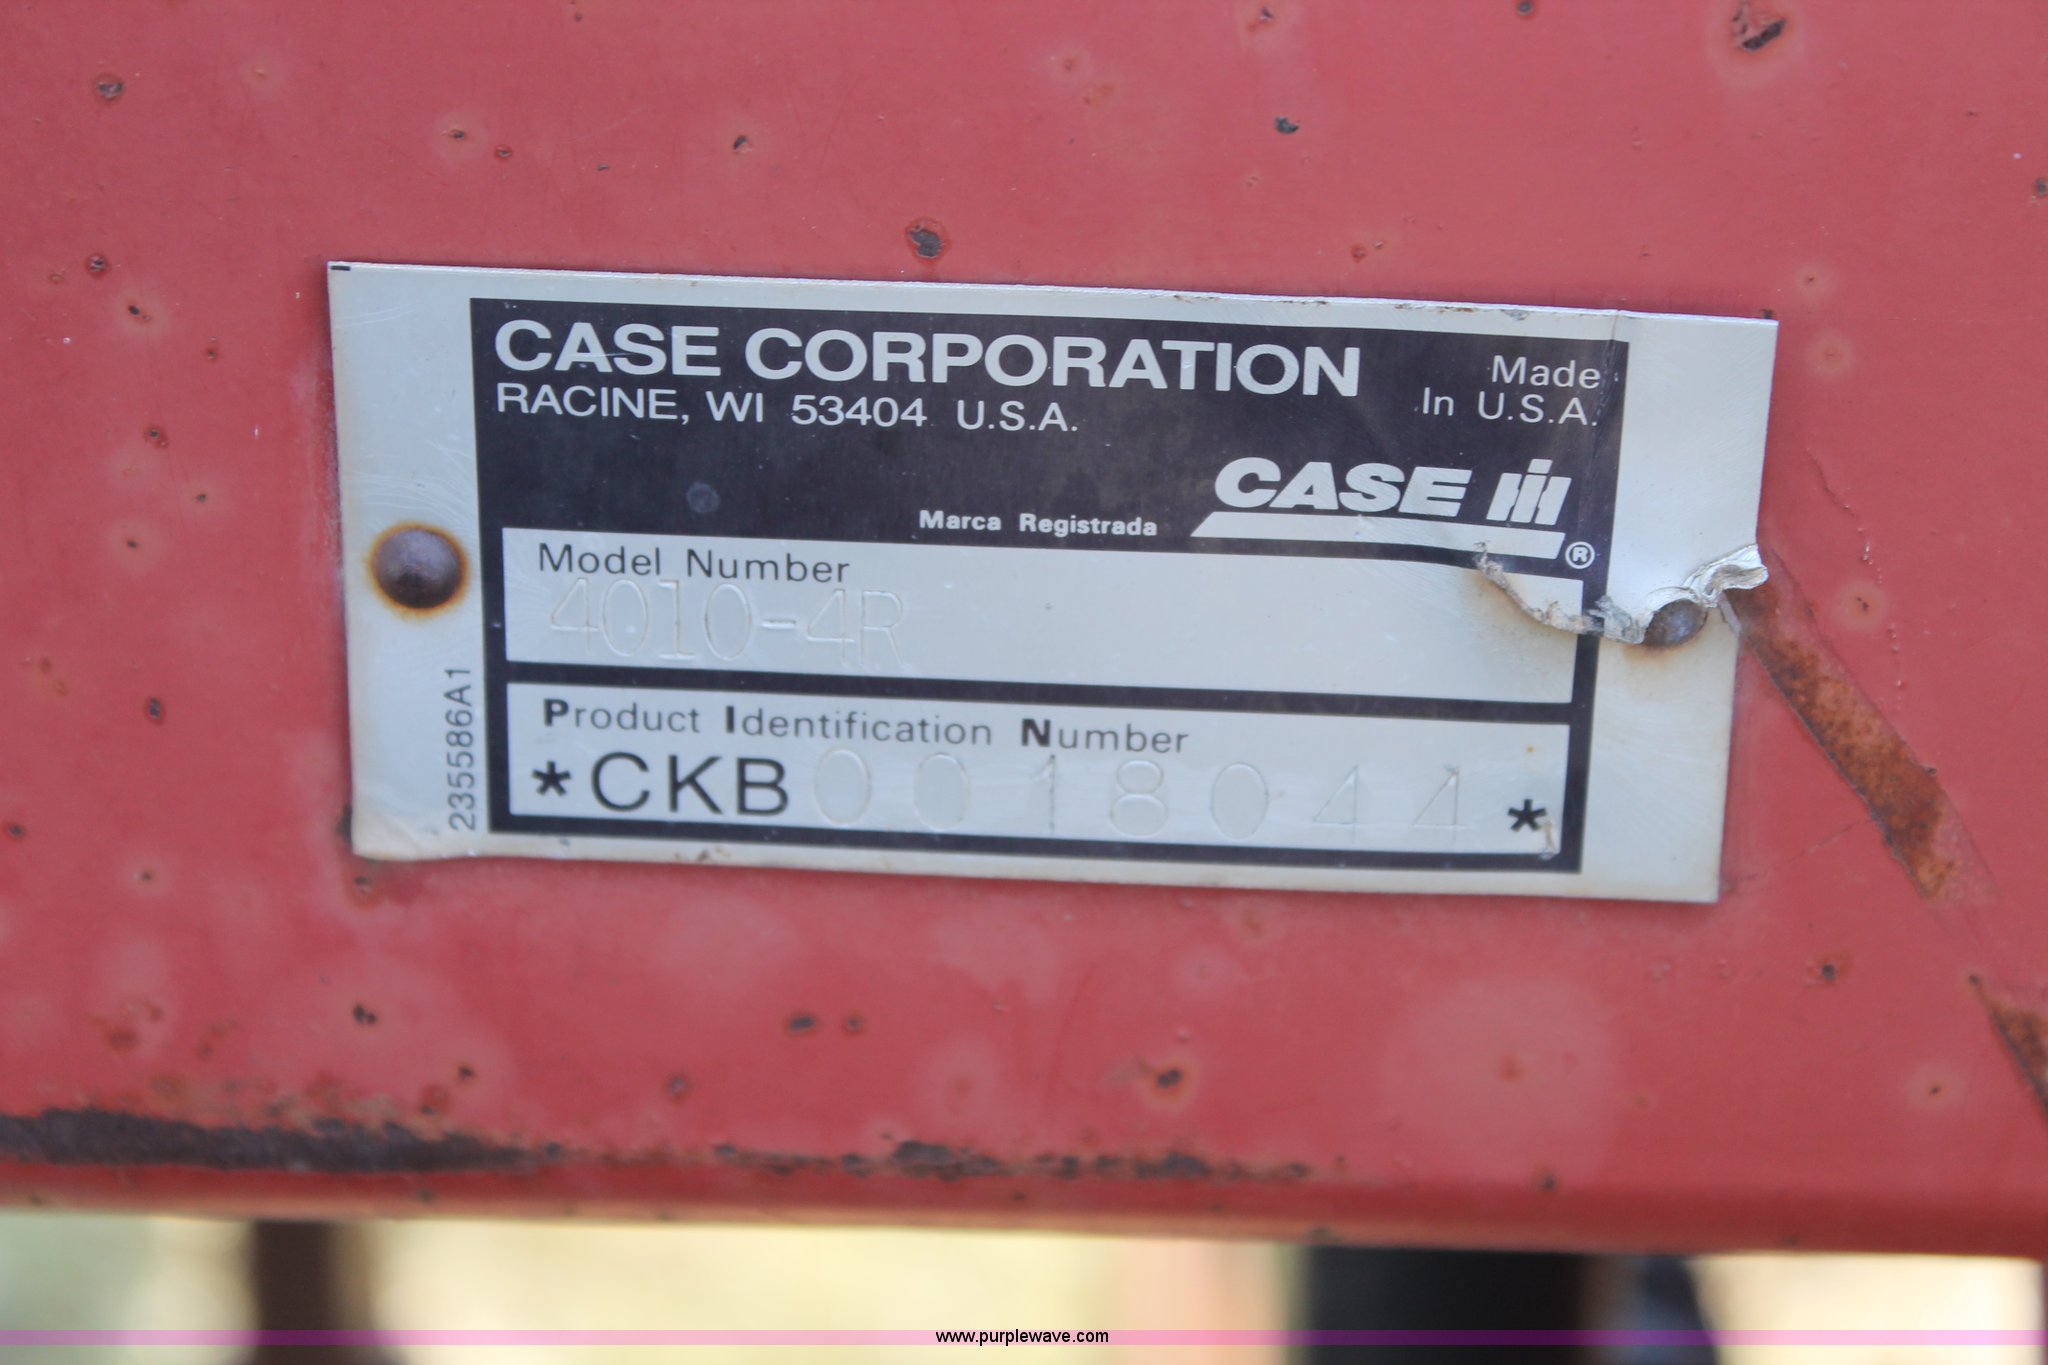 CASE CORPORATION
RACINE, WI 53404 U.S.A.
Made
In U.S.A.
CASE IH
Marca Registrada
®
Model Number
4010-4R
Product Identification Number
*CKB0018044*
235586A1
www.purplewave.com